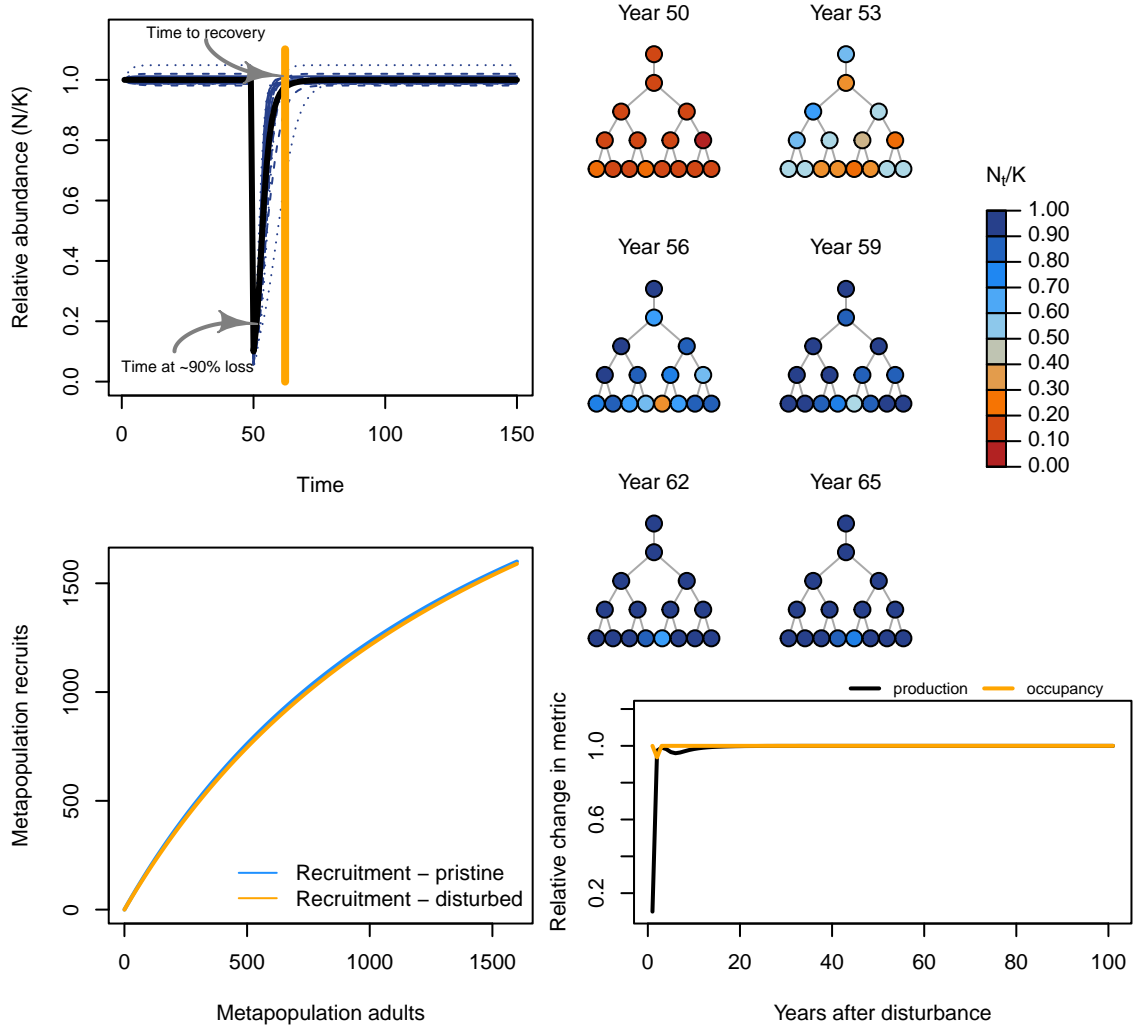 Time to recovery
Time at ~90% loss
Relative abundance (N/K)
0.0
0.2
0.4
0.6
0.8
1.0
0
50
100
150
Time
Year 50
Year 53
Year 56
Year 59
Year 62
Year 65
Nt/K
1.00
0.90
0.80
0.70
0.60
0.50
0.40
0.30
0.20
0.10
0.00
Metapopulation recruits
0
500
1000
1500
Recruitment − pristine
Recruitment − disturbed
0
500
1000
1500
Metapopulation adults
production
occupancy
Relative change in metric
0.2
0.6
1.0
0
20
40
60
80
100
Years after disturbance